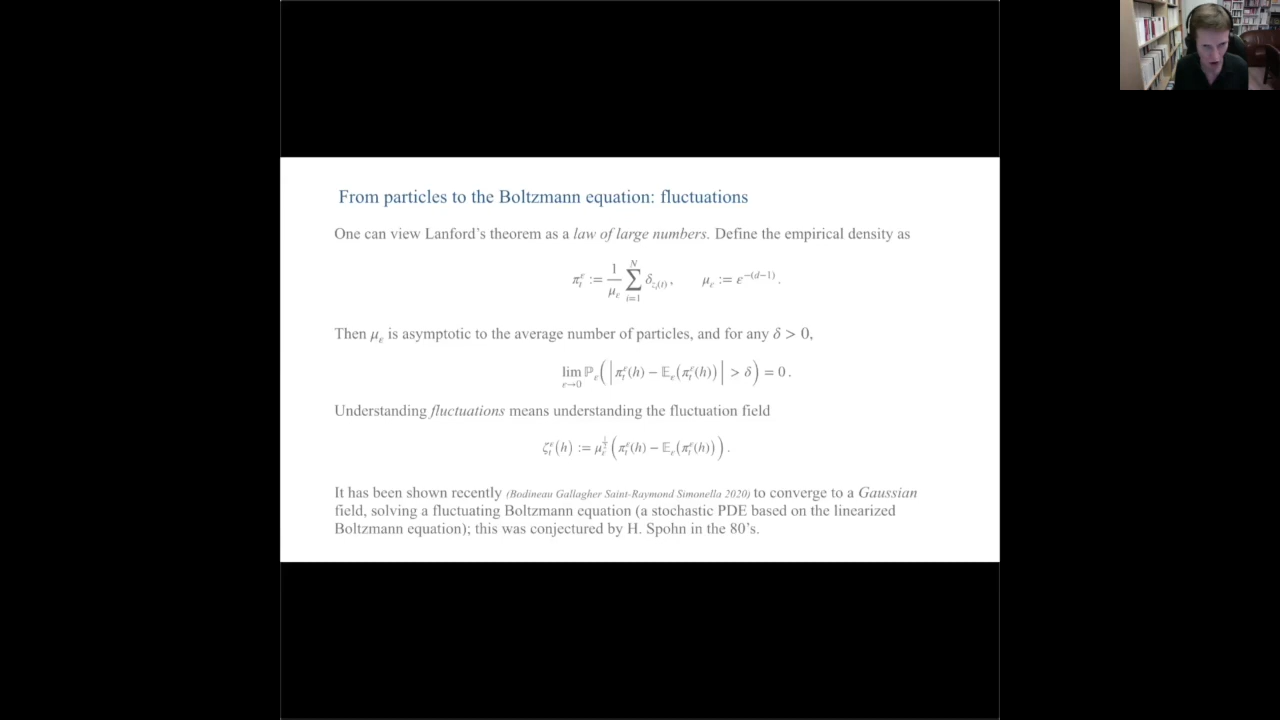 From particles to the Boltzmann equation: fluctuations
One can view Lanford's theorem as a law of large numbers. Define the empirical density as
π_t^ε := 1/μ_ε ∑_{i=1}^N δ_{z_i(t)} , μ_ε := ε^{-(d-1)} .
Then μ_ε is asymptotic to the average number of particles, and for any δ > 0,
lim_{ε→0} ℙ_ε( | π_t^ε(h) − 𝔼_ε(π_t^ε(h)) | > δ ) = 0 .
Understanding fluctuations means understanding the fluctuation field
ζ_t^ε(h) := μ_ε^{1/2} ( π_t^ε(h) − 𝔼_ε(π_t^ε(h)) ) .
It has been shown recently (Bodineau Gallagher Saint-Raymond Simonella 2020) to converge to a Gaussian
field, solving a fluctuating Boltzmann equation (a stochastic PDE based on the linearized
Boltzmann equation); this was conjectured by H. Spohn in the 80's.